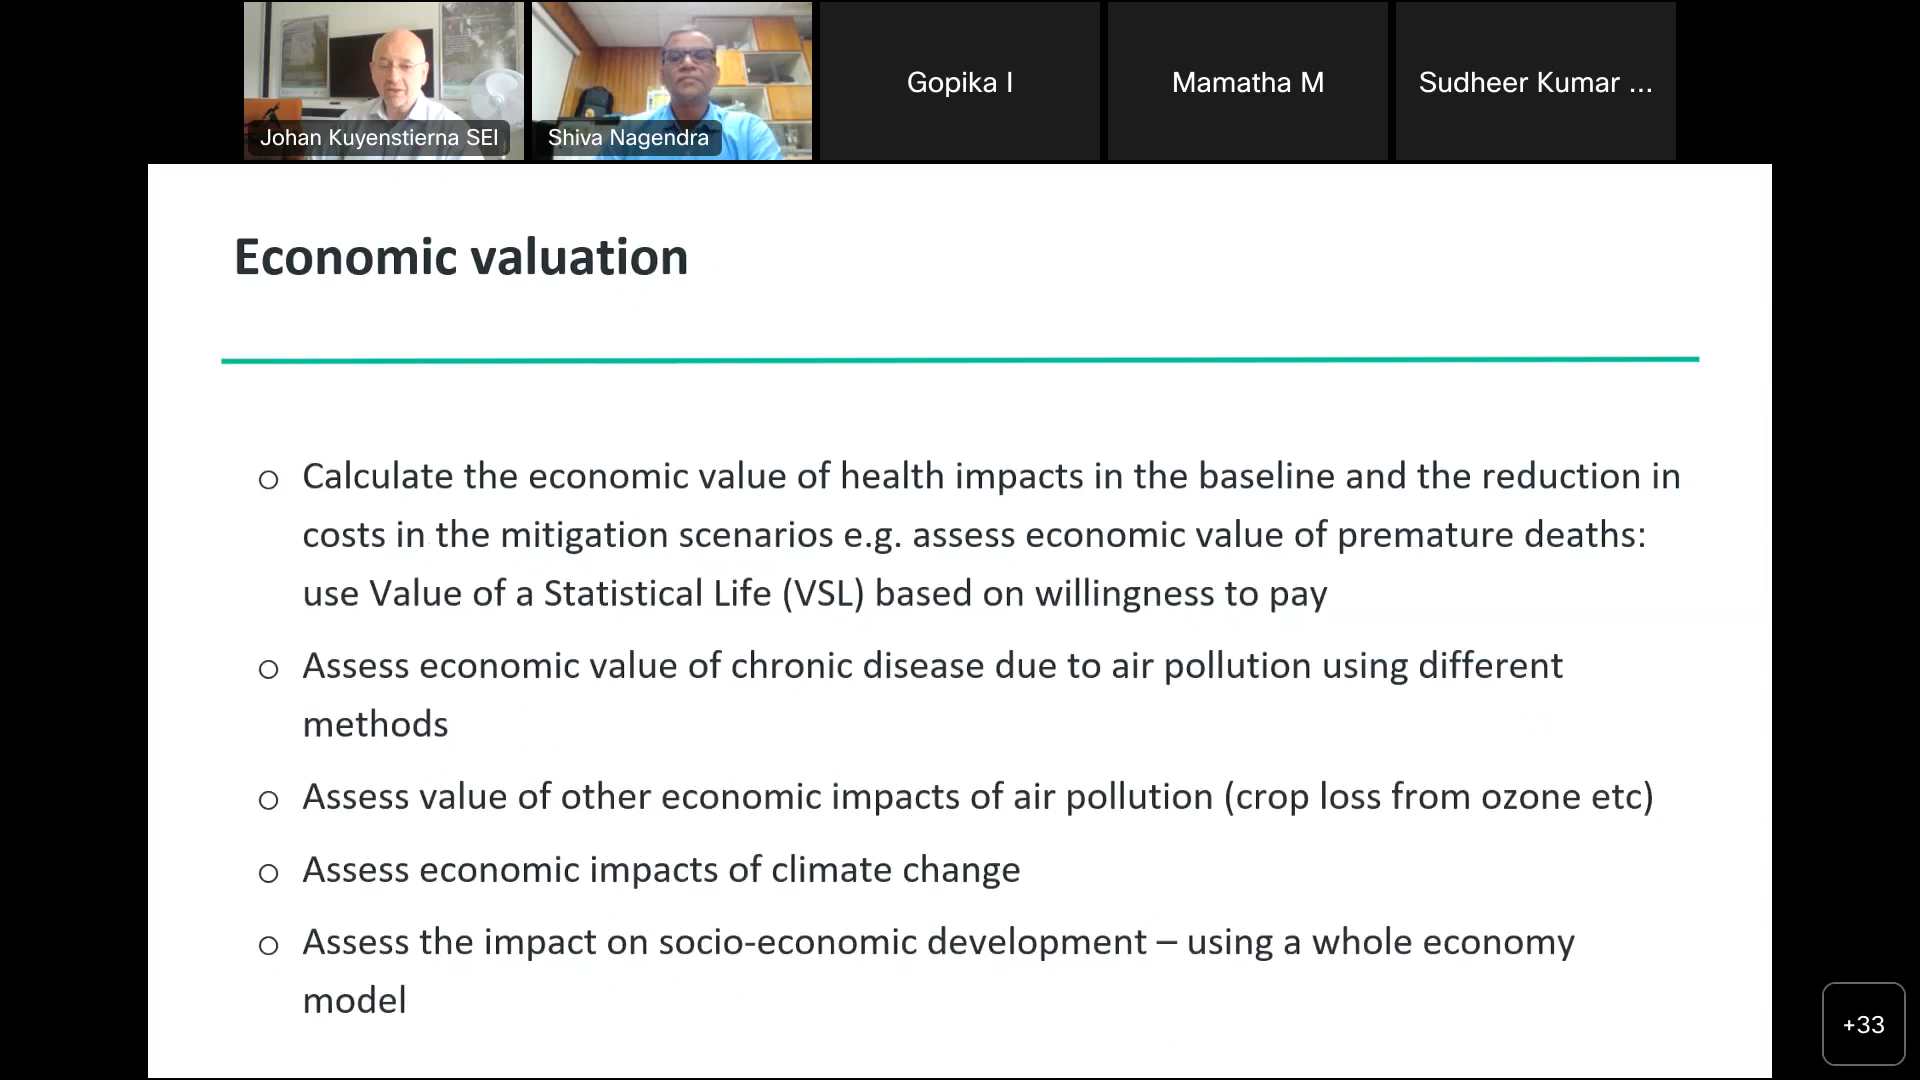 Johan Kuyenstierna SEI
Shiva Nagendra
Gopika I
Mamatha M
Sudheer Kumar ...
Economic valuation
o Calculate the economic value of health impacts in the baseline and the reduction in
costs in the mitigation scenarios e.g. assess economic value of premature deaths:
use Value of a Statistical Life (VSL) based on willingness to pay
o Assess economic value of chronic disease due to air pollution using different
methods
o Assess value of other economic impacts of air pollution (crop loss from ozone etc)
o Assess economic impacts of climate change
o Assess the impact on socio-economic development – using a whole economy
model
+33